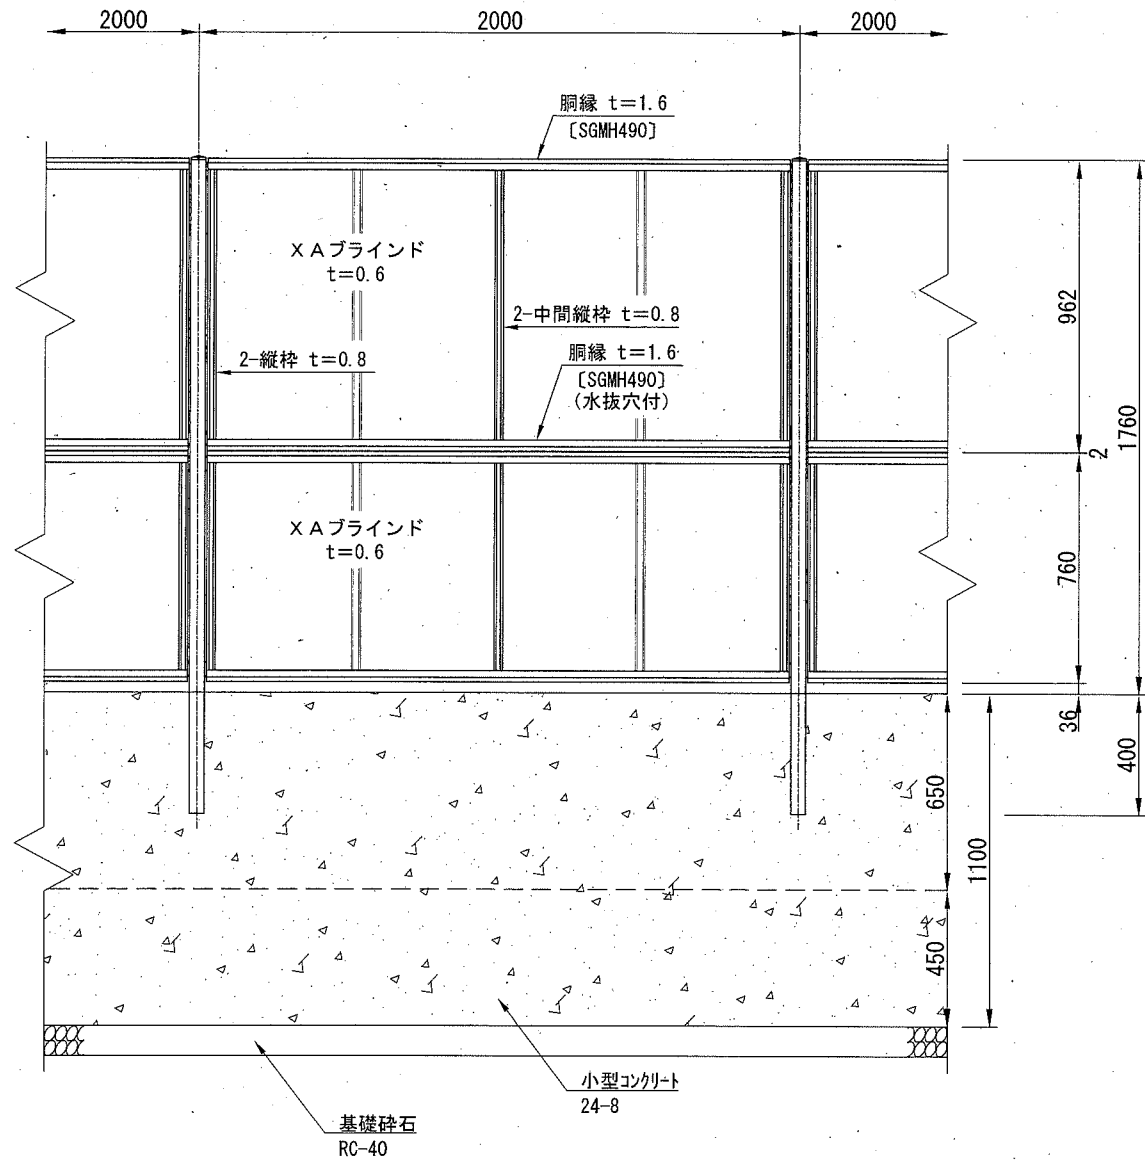 2000
2000
2000
胴縁 t=1.6
[SGMH490]
XAブラインド
t=0.6
2-中間縦枠 t=0.8
2-縦枠 t=0.8
胴縁 t=1.6
[SGMH490]
(水抜穴付)
962
1760
2
XAブラインド
t=0.6
760
36
400
650
1100
450
小型コンクリート
24-8
基礎砕石
RC-40